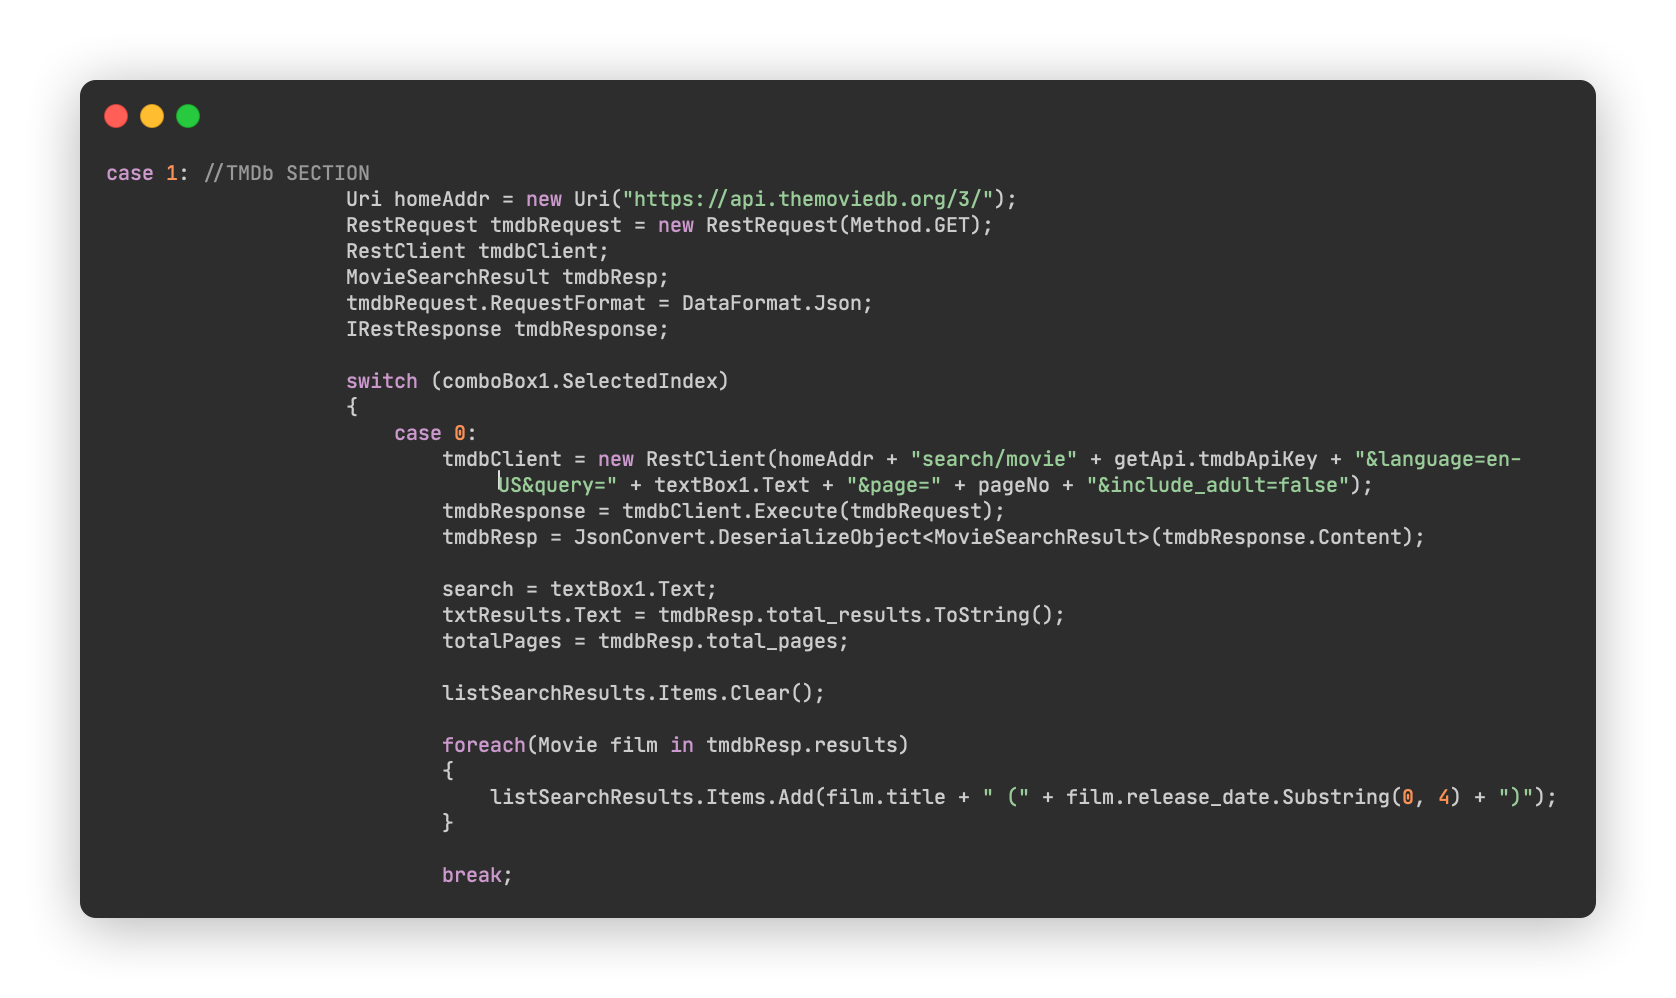 case 1: //TMDb SECTION
Uri homeAddr = new Uri("https://api.themoviedb.org/3/");
RestRequest tmdbRequest = new RestRequest(Method.GET);
RestClient tmdbClient;
MovieSearchResult tmdbResp;
tmdbRequest.RequestFormat = DataFormat.Json;
IRestResponse tmdbResponse;
switch (comboBox1.SelectedIndex)
{
case 0:
tmdbClient = new RestClient(homeAddr + "search/movie" + getApi.tmdbApiKey + "&language=en-
US&query=" + textBox1.Text + "&page=" + pageNo + "&include_adult=false");
tmdbResponse = tmdbClient.Execute(tmdbRequest);
tmdbResp = JsonConvert.DeserializeObject<MovieSearchResult>(tmdbResponse.Content);
search = textBox1.Text;
txtResults.Text = tmdbResp.total_results.ToString();
totalPages = tmdbResp.total_pages;
listSearchResults.Items.Clear();
foreach(Movie film in tmdbResp.results)
{
listSearchResults.Items.Add(film.title + " (" + film.release_date.Substring(0, 4) + ")");
}
break;